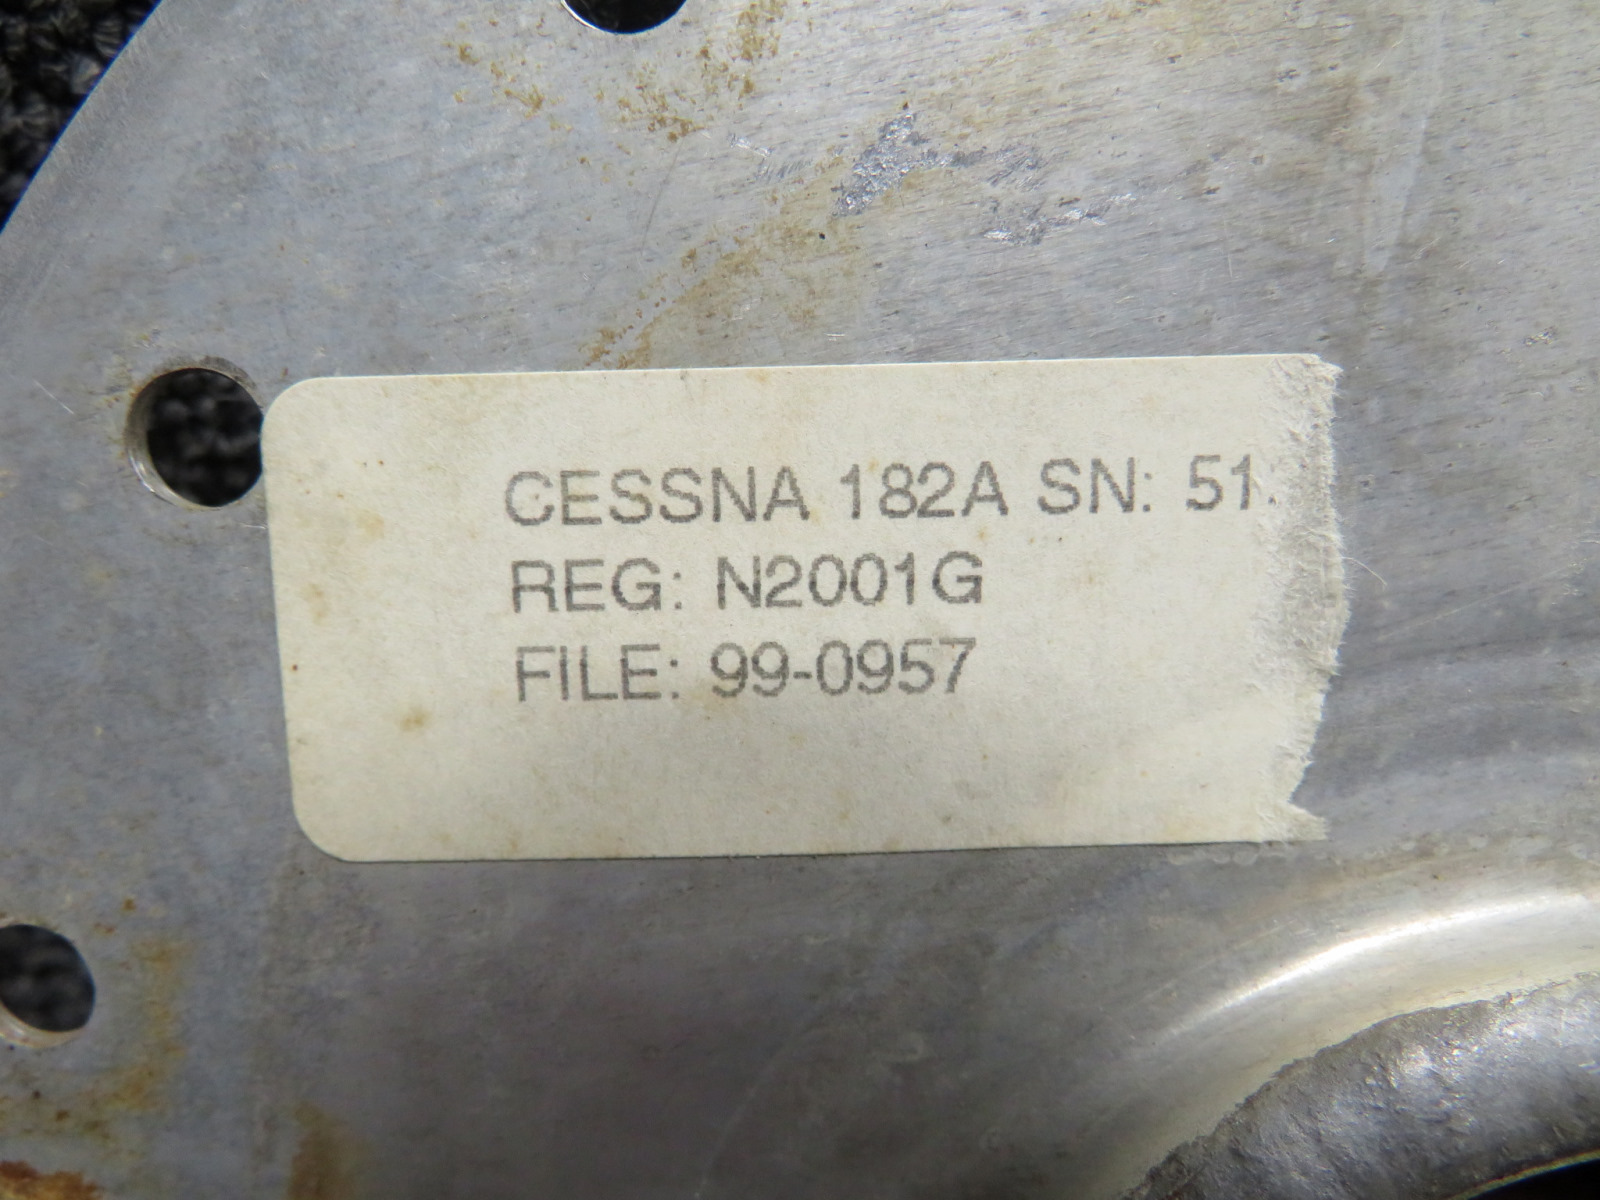 CESSNA 182A SN: 51
REG: N2001G
FILE: 99-0957